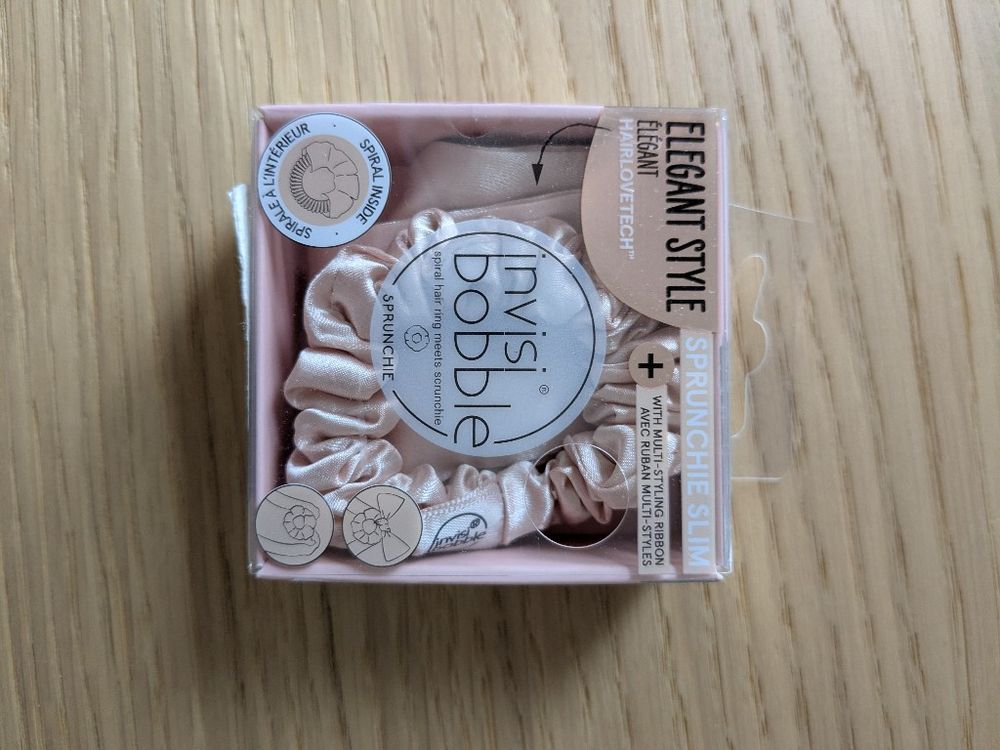 ELEGANT STYLE
ÉLÉGANT
HAIRLOVETECH™
SPRUNCHIE SLIM
+
WITH MULTI-STYLING RIBBON
AVEC RUBAN MULTI-STYLES
invisi
bobble®
spiral hair ring meets scrunchie
SPRUNCHIE
SPIRAL INSIDE
SPIRALE À L'INTÉRIEUR